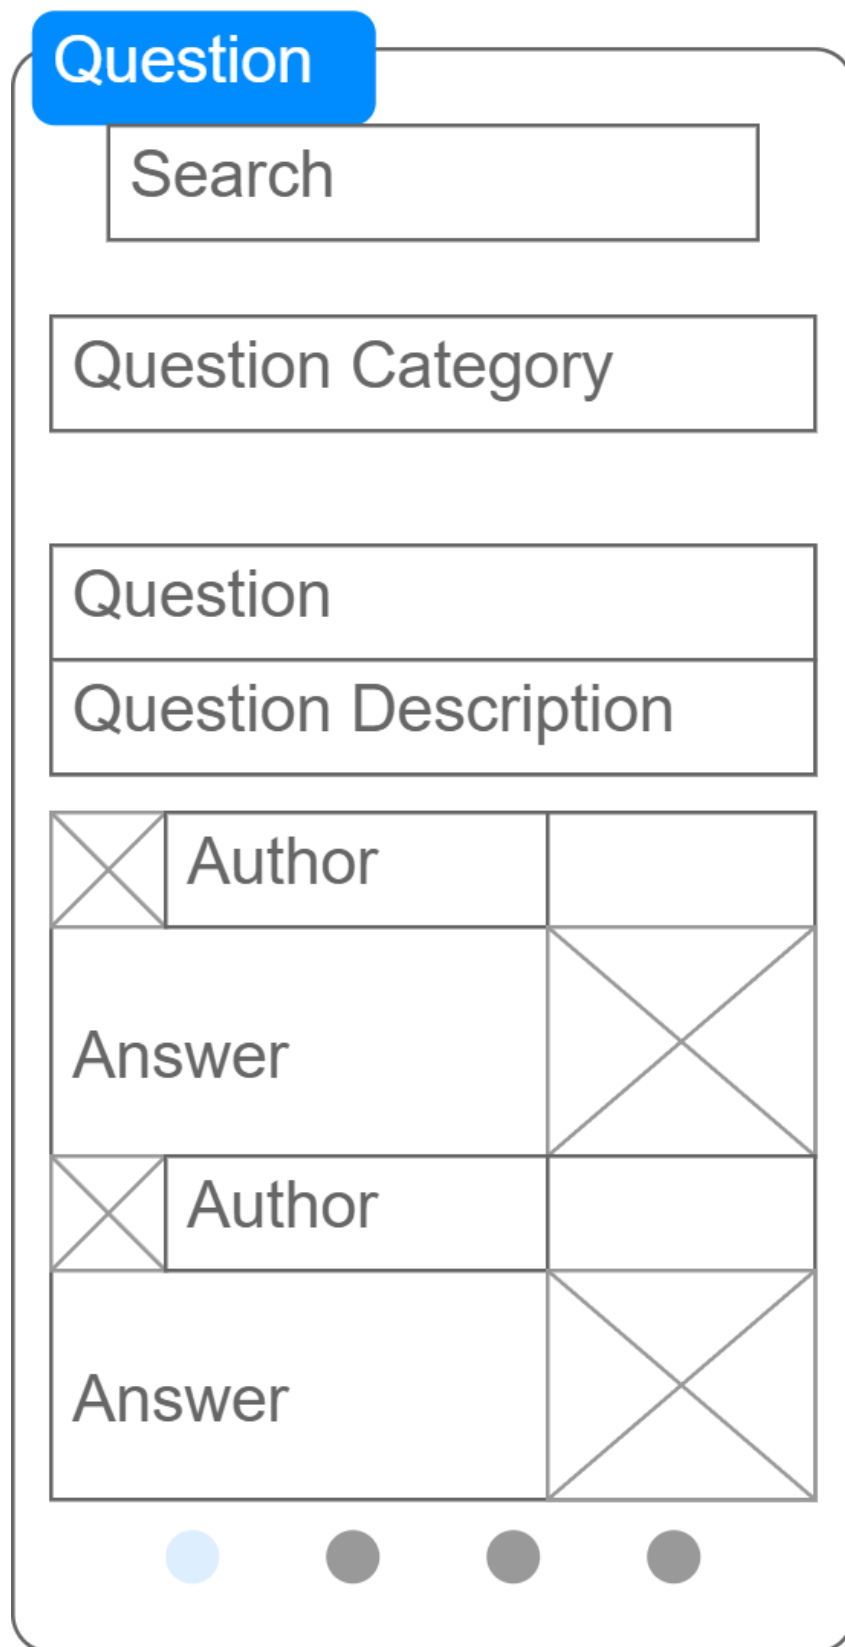 Question
Search
Question Category
Question
Question Description
Author
Answer
Author
Answer